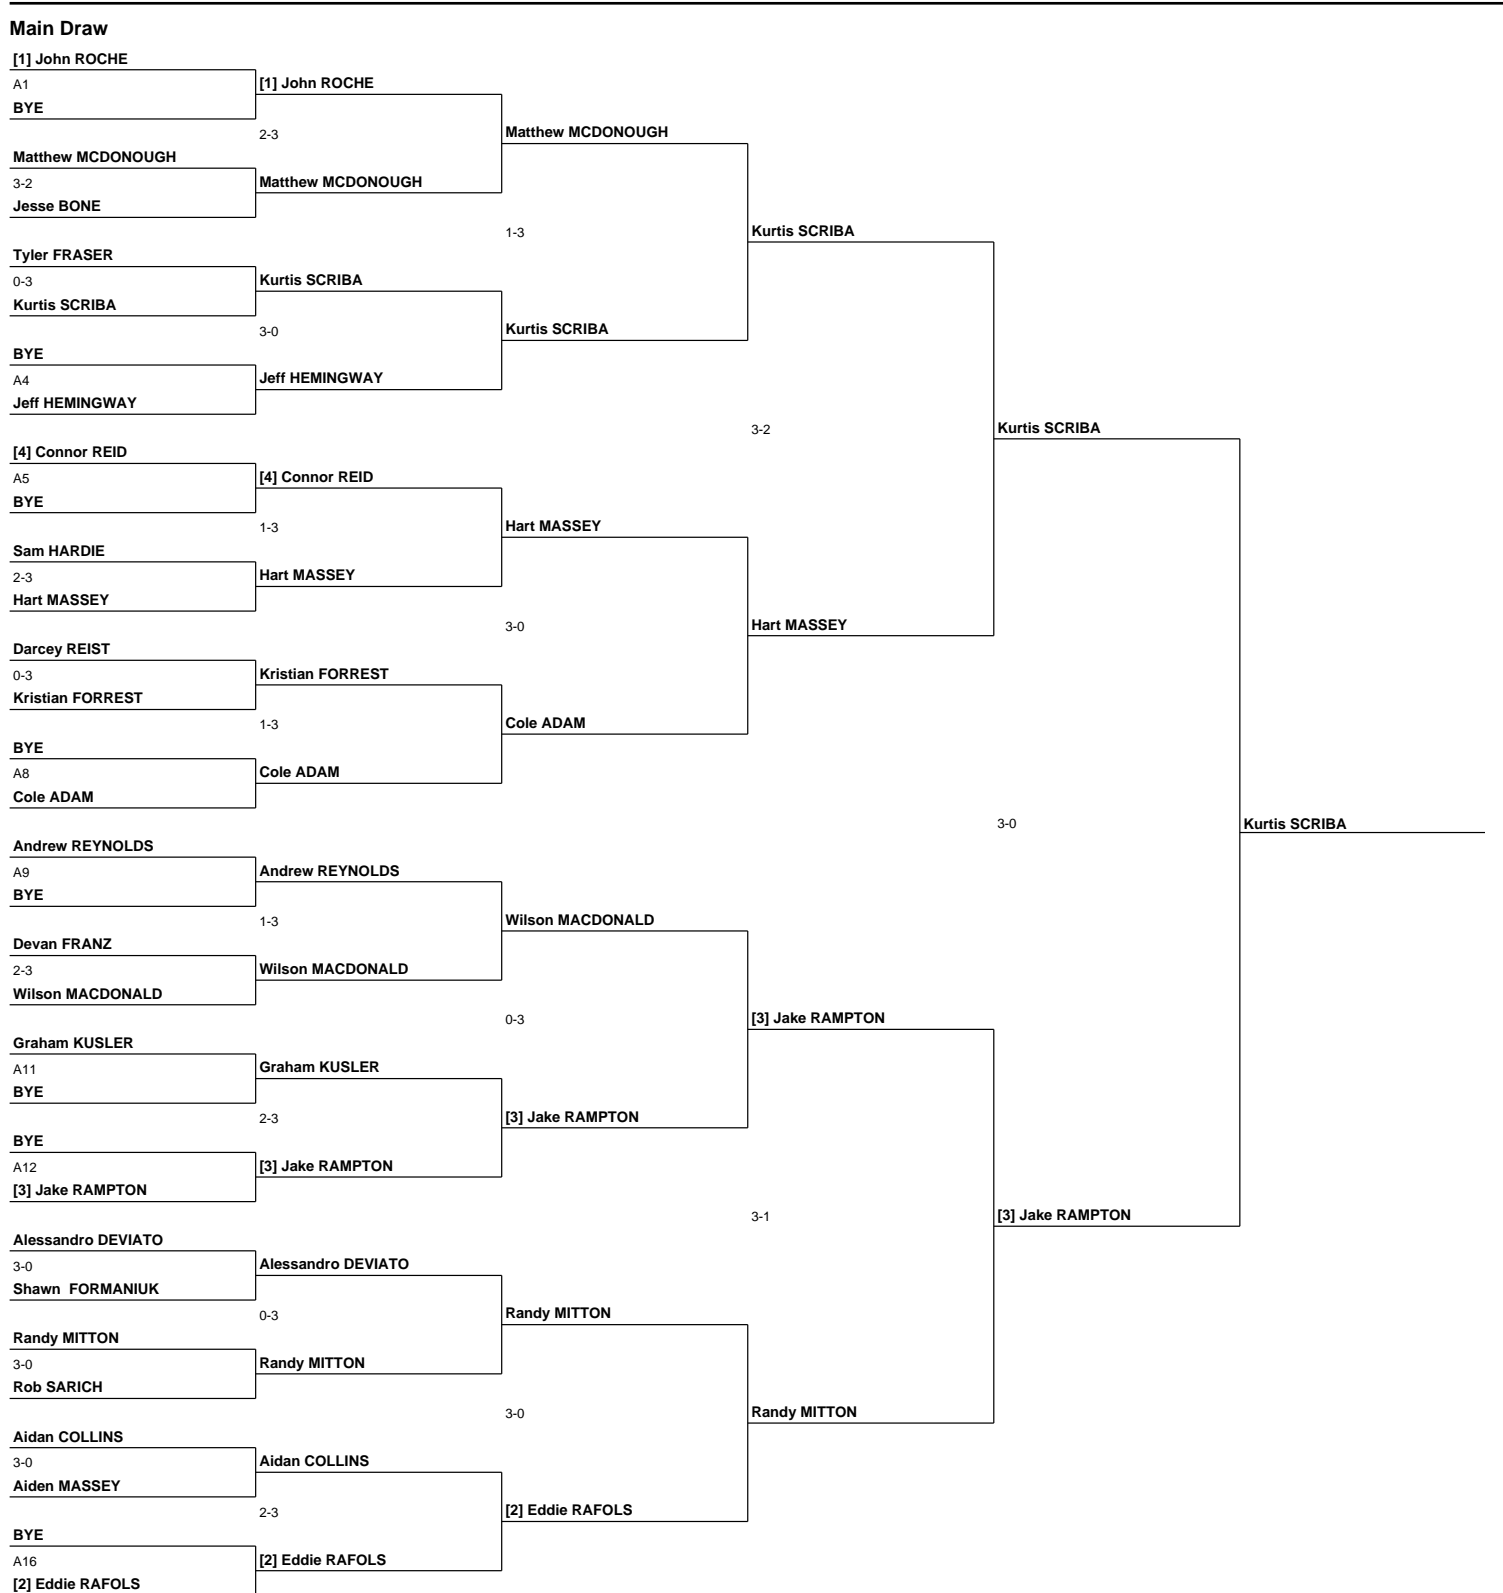 Main Draw
[1] John ROCHE
A1
BYE
Matthew MCDONOUGH
3-2
Jesse BONE
Tyler FRASER
0-3
Kurtis SCRIBA
BYE
A4
Jeff HEMINGWAY
[4] Connor REID
A5
BYE
Sam HARDIE
2-3
Hart MASSEY
Darcey REIST
0-3
Kristian FORREST
BYE
A8
Cole ADAM
Andrew REYNOLDS
A9
BYE
Devan FRANZ
2-3
Wilson MACDONALD
Graham KUSLER
A11
BYE
BYE
A12
[3] Jake RAMPTON
Alessandro DEVIATO
3-0
Shawn  FORMANIUK
Randy MITTON
3-0
Rob SARICH
Aidan COLLINS
3-0
Aiden MASSEY
BYE
A16
[2] Eddie RAFOLS
[1] John ROCHE
2-3
Matthew MCDONOUGH
Kurtis SCRIBA
3-0
Jeff HEMINGWAY
[4] Connor REID
1-3
Hart MASSEY
Kristian FORREST
1-3
Cole ADAM
Andrew REYNOLDS
1-3
Wilson MACDONALD
Graham KUSLER
2-3
[3] Jake RAMPTON
Alessandro DEVIATO
0-3
Randy MITTON
Aidan COLLINS
2-3
[2] Eddie RAFOLS
Matthew MCDONOUGH
1-3
Kurtis SCRIBA
Hart MASSEY
3-0
Cole ADAM
Wilson MACDONALD
0-3
[3] Jake RAMPTON
Randy MITTON
3-0
[2] Eddie RAFOLS
Kurtis SCRIBA
3-2
Hart MASSEY
[3] Jake RAMPTON
3-1
Randy MITTON
Kurtis SCRIBA
3-0
[3] Jake RAMPTON
Kurtis SCRIBA